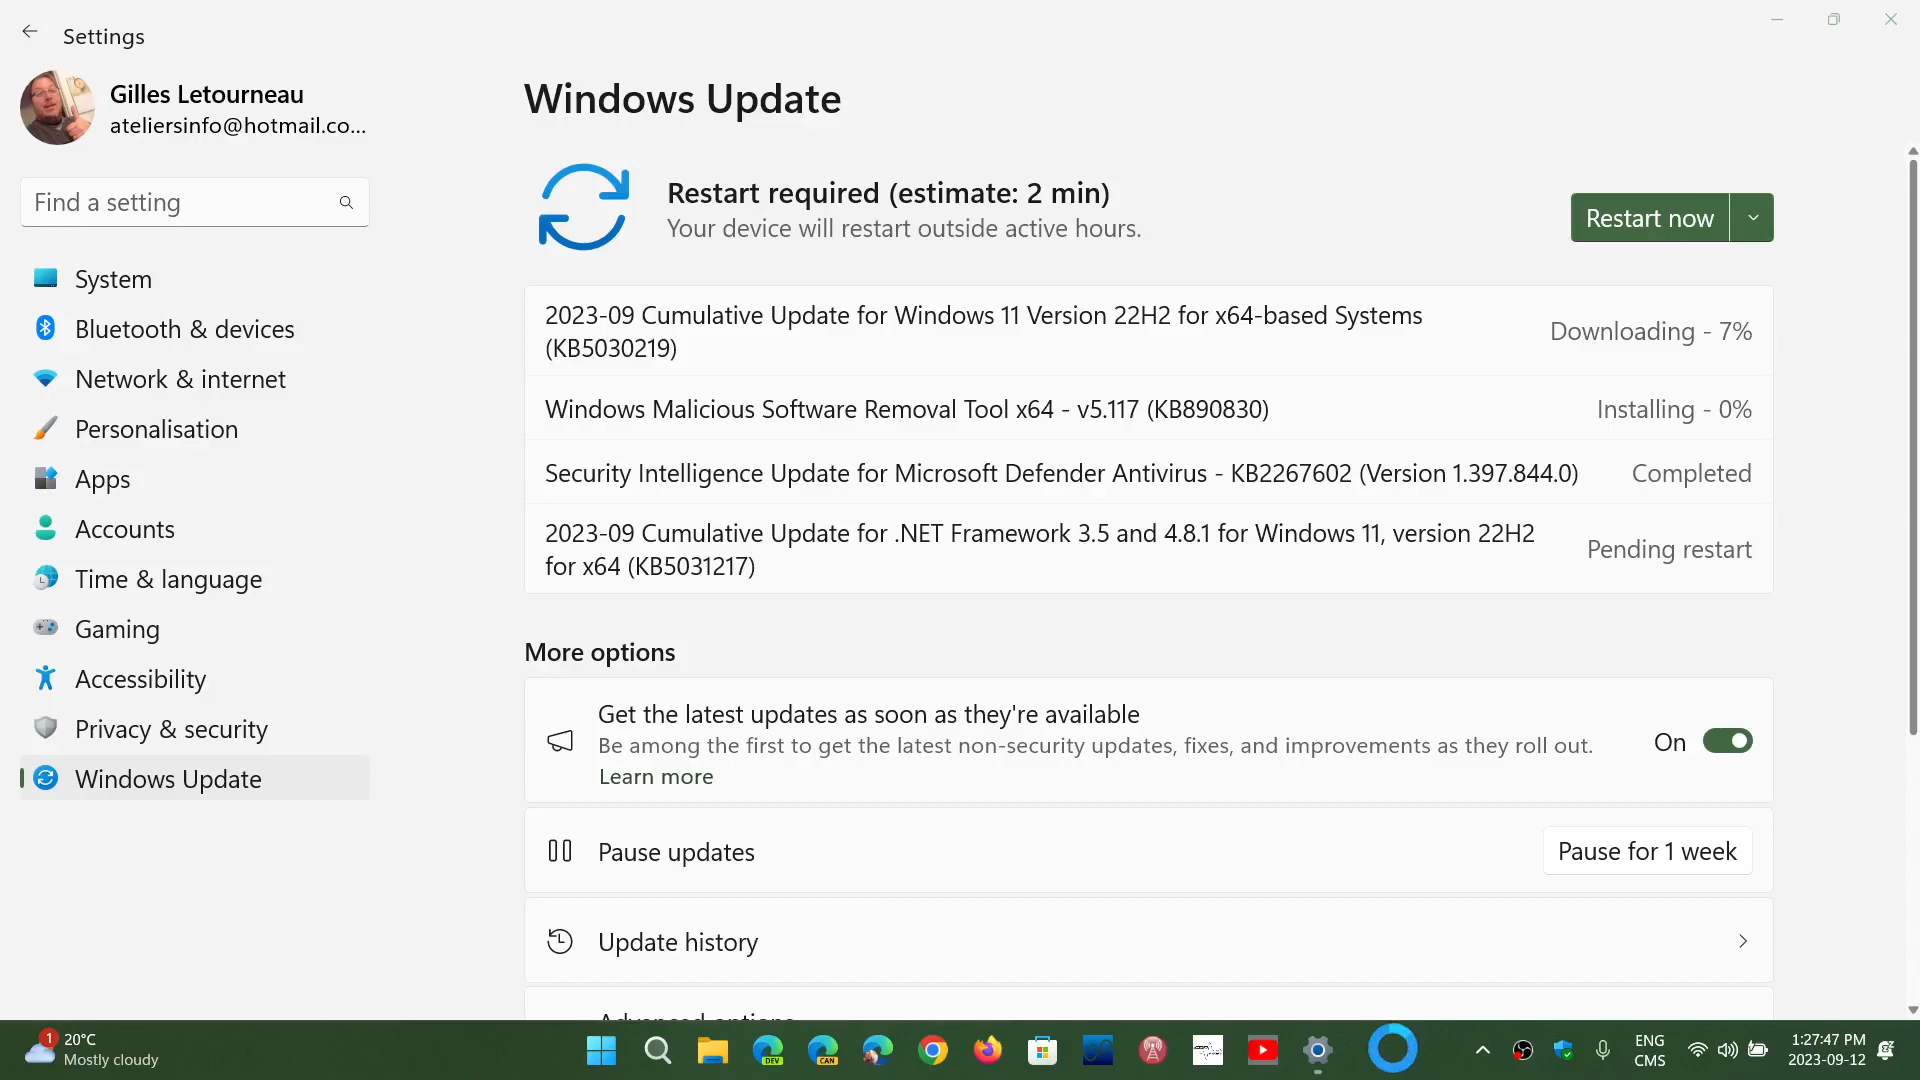 Settings
Gilles Letourneau
ateliersinfo@hotmail.co...
Find a setting
System
Bluetooth & devices
Network & internet
Personalisation
Apps
Accounts
Time & language
Gaming
Accessibility
Privacy & security
Windows Update
Windows Update
Restart required (estimate: 2 min)
Your device will restart outside active hours.
Restart now
2023-09 Cumulative Update for Windows 11 Version 22H2 for x64-based Systems
(KB5030219)
Downloading - 7%
Windows Malicious Software Removal Tool x64 - v5.117 (KB890830)
Installing - 0%
Security Intelligence Update for Microsoft Defender Antivirus - KB2267602 (Version 1.397.844.0)
Completed
2023-09 Cumulative Update for .NET Framework 3.5 and 4.8.1 for Windows 11, version 22H2
for x64 (KB5031217)
Pending restart
More options
Get the latest updates as soon as they're available
Be among the first to get the latest non-security updates, fixes, and improvements as they roll out.
Learn more
On
Pause updates
Pause for 1 week
Update history
Advanced options
1
20°C
Mostly cloudy
DEV
CAN
ENG
CMS
1:27:47 PM
2023-09-12